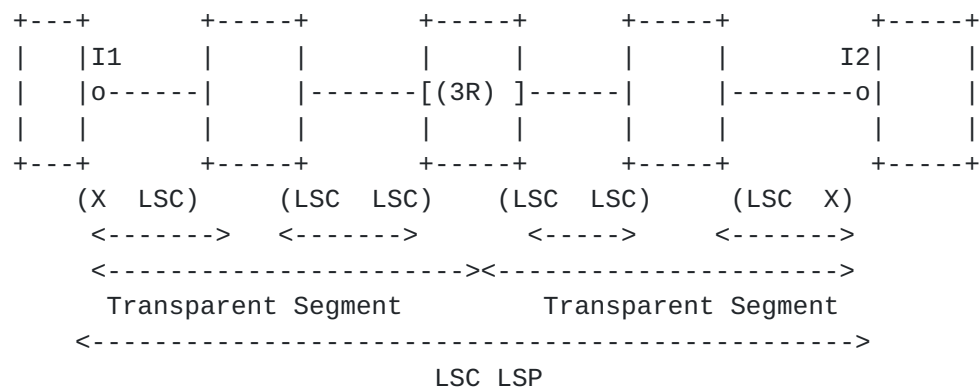 +---+       +-----+       +-----+      +-----+         +-----+
|   |I1     |     |       |     |      |     |       I2|     |
|   |o------|     |-------[(3R) ]------|     |--------o|     |
|   |       |     |       |     |      |     |         |     |
+---+       +-----+       +-----+      +-----+         +-----+
(X  LSC)     (LSC  LSC)    (LSC  LSC)     (LSC  X)
<------->   <------->       <----->     <------->
<-----------------------><----------------------->
Transparent Segment         Transparent Segment
<------------------------------------------------->
LSC LSP